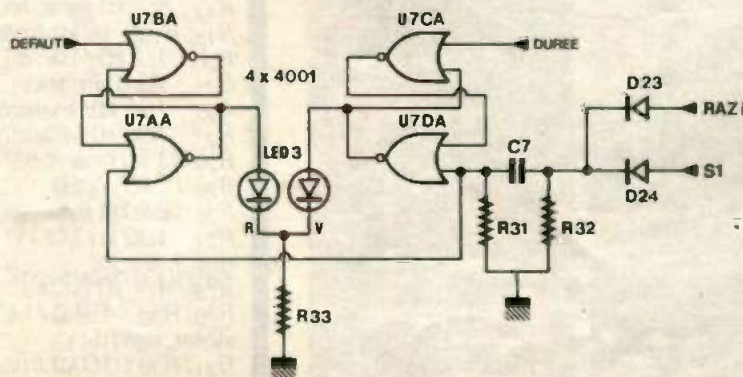 U7BA
U7CA
DEFAUT
DUREE
4 x 4001
D23
U7AA
U7DA
C7
RAZ
LED3
S1
D24
R
V
R31
R32
R33